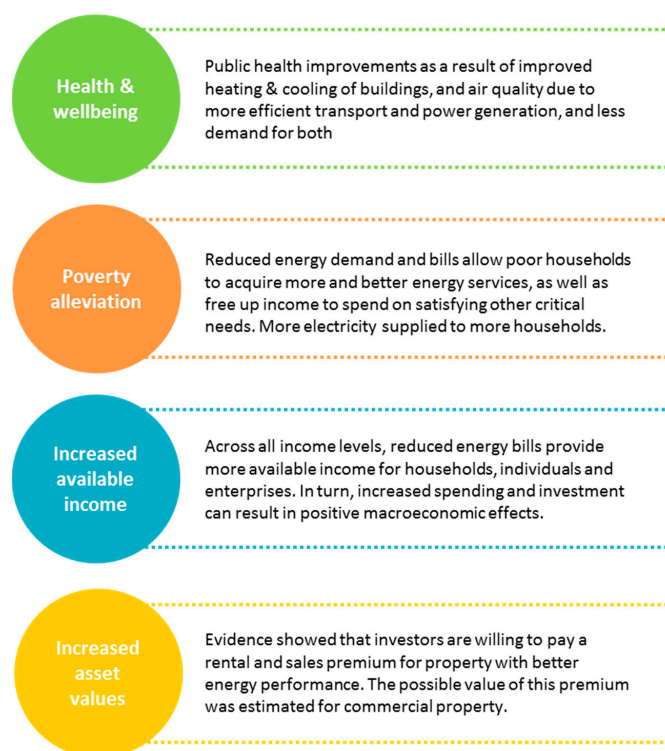 Health &
wellbeing
Public health improvements as a result of improved
heating & cooling of buildings, and air quality due to
more efficient transport and power generation, and less
demand for both
Poverty
alleviation
Reduced energy demand and bills allow poor households
to acquire more and better energy services, as well as
free up income to spend on satisfying other critical
needs. More electricity supplied to more households.
Increased
available
income
Across all income levels, reduced energy bills provide
more available income for households, individuals and
enterprises. In turn, increased spending and investment
can result in positive macroeconomic effects.
Increased
asset
values
Evidence showed that investors are willing to pay a
rental and sales premium for property with better
energy performance. The possible value of this premium
was estimated for commercial property.